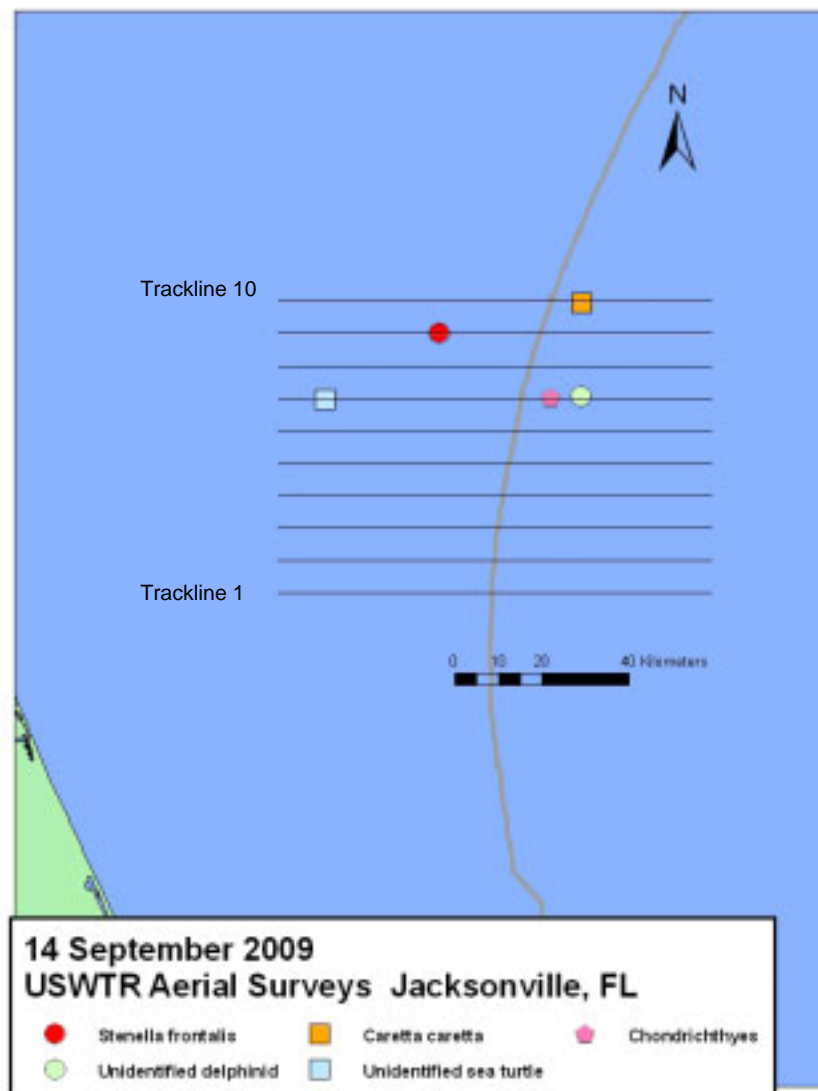 N
Trackline 10
Trackline 1
0 10 20 40 Kilometers
14 September 2009
USWTR Aerial Surveys Jacksonville, FL
Stenella frontalis
Caretta caretta
Chondrichthyes
Unidentified delphinid
Unidentified sea turtle